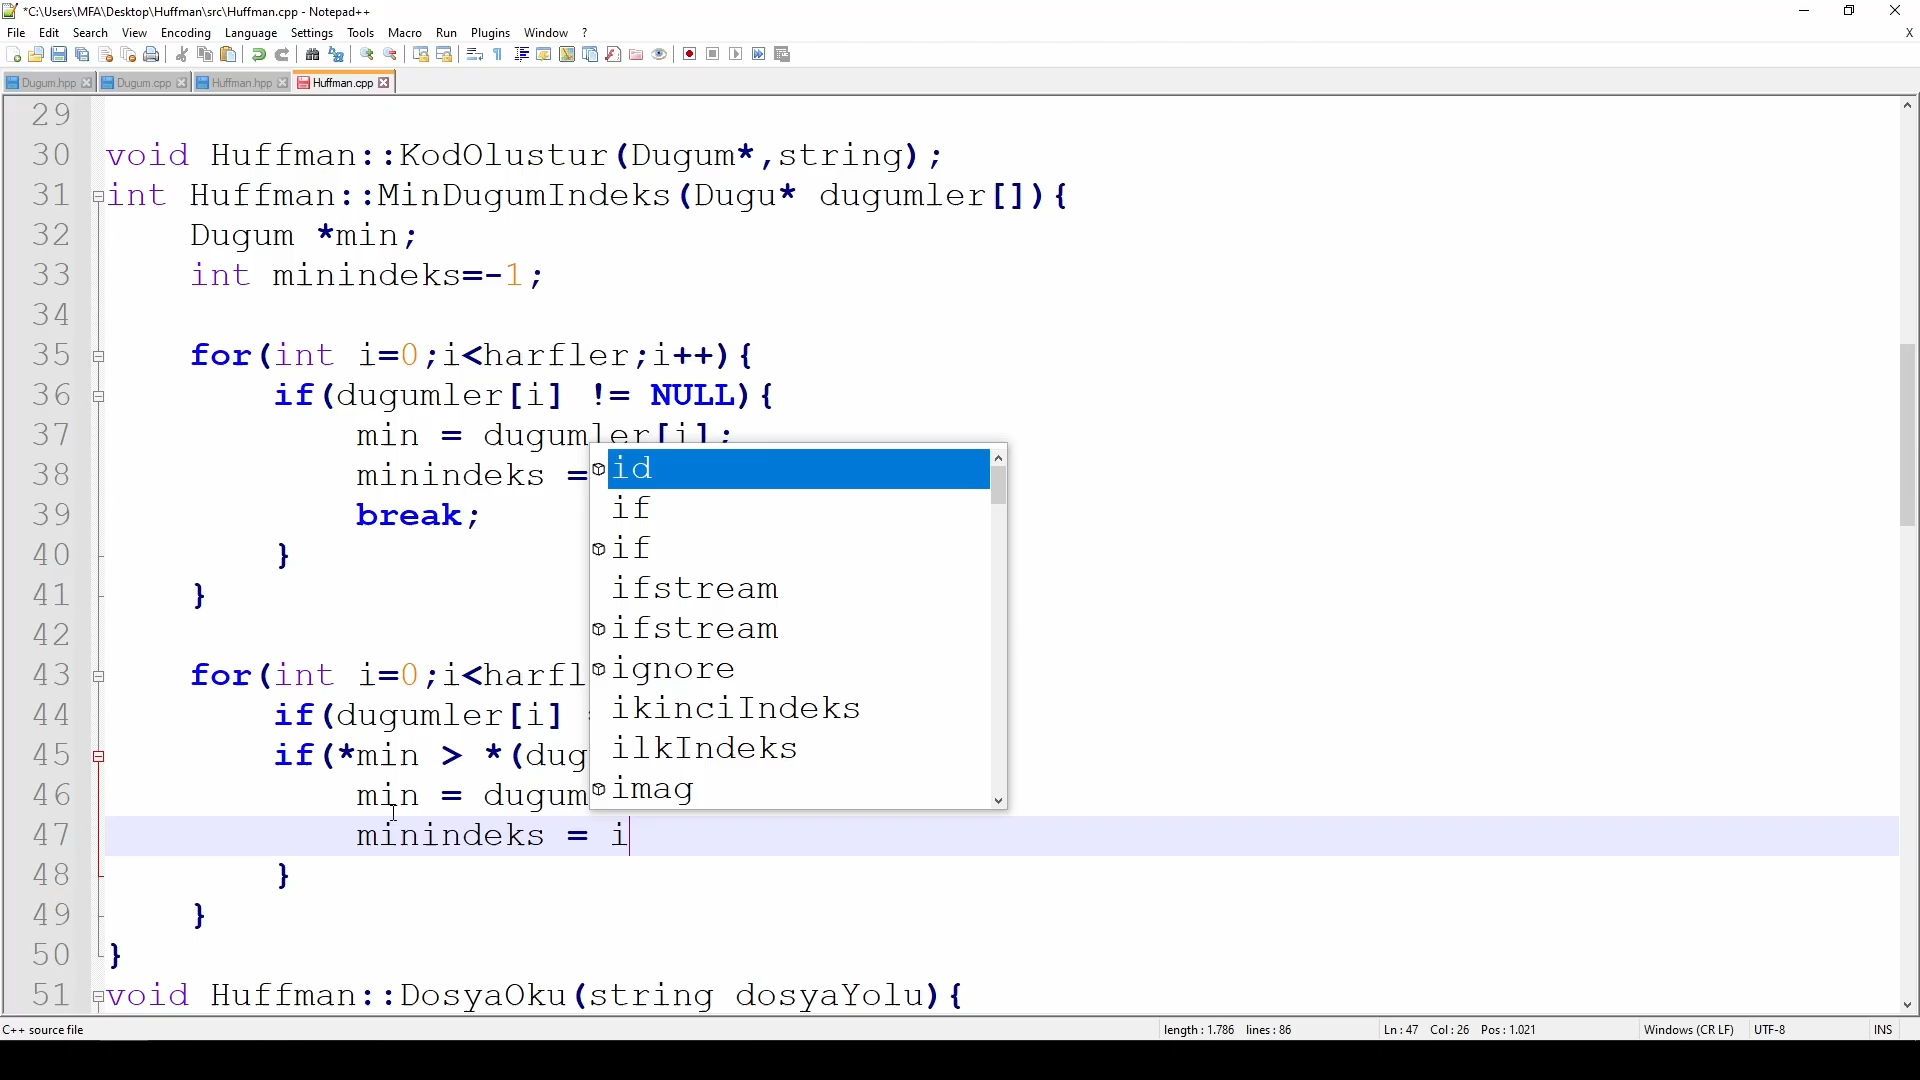 *C:\Users\MFA\Desktop\Huffman\src\Huffman.cpp - Notepad++
File Edit Search View Encoding Language Settings Tools Macro Run Plugins Window ? X
Dugum.hpp Dugum.cpp Huffman.hpp Huffman.cpp
29
30 void Huffman::KodOlustur(Dugum*,string);
31 int Huffman::MinDugumIndeks(Dugu* dugumler[]){
32 Dugum *min;
33 int minindeks=-1;
34
35 for(int i=0;i<harfler;i++){
36 if(dugumler[i] != NULL){
37 min = dugumler[i];
38 minindeks =
39 break;
40 }
41 }
42
43 for(int i=0;i<harfl
44 if(dugumler[i]
45 if(*min > *(dug
46 min = dugum
47 minindeks = i
48 }
49 }
50 }
51 void Huffman::DosyaOku(string dosyaYolu){
id
if
if
ifstream
ifstream
ignore
ikinciIndeks
ilkIndeks
imag
C++ source file length : 1.786 lines : 86 Ln : 47 Col : 26 Pos : 1.021 Windows (CR LF) UTF-8 INS